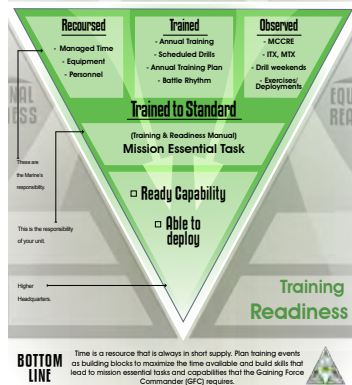 Recoursed
- Managed Time
- Equipment
- Personnel
Trained
- Annual Training
- Scheduled Drills
- Annual Training Plan
- Battle Rhythm
Observed
- MCCRE
- ITX, MTX
- Drill weekends
- Exercises/
Deployments
NAL
ESS
EQU
REA
Trained to Standard
(Training & Readiness Manual)
Mission Essential Task
These are
the Marine's
responsibility.
Ready Capability
Able to
deploy
This is the responsibility
of your unit.
Higher
Headquarters.
Training
Readiness
BOTTOM
LINE
Time is a resource that is always in short supply. Plan training events
as building blocks to maximize the time available and build skills that
lead to mission essential tasks and capabilities that the Gaining Force
Commander (GFC) requires.